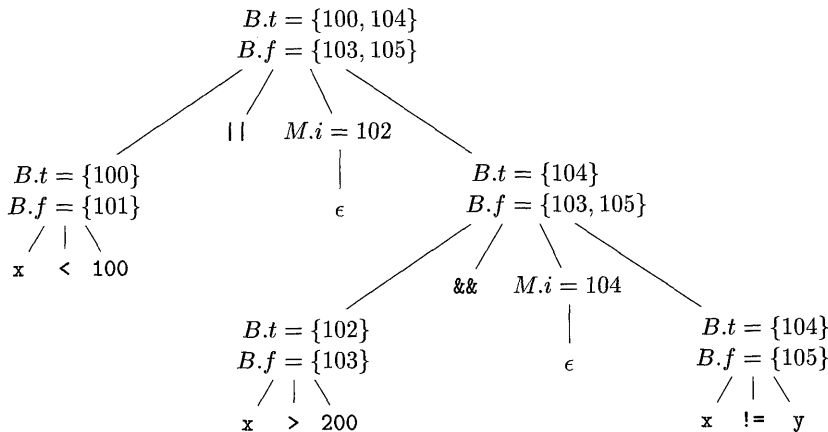 B.t = {100, 104}
B.f = {103, 105}
|| M.i = 102
B.t = {100}
B.f = {101}
ϵ
B.t = {104}
B.f = {103, 105}
x < 100
&& M.i = 104
B.t = {102}
B.f = {103}
ϵ
B.t = {104}
B.f = {105}
x > 200
x != y